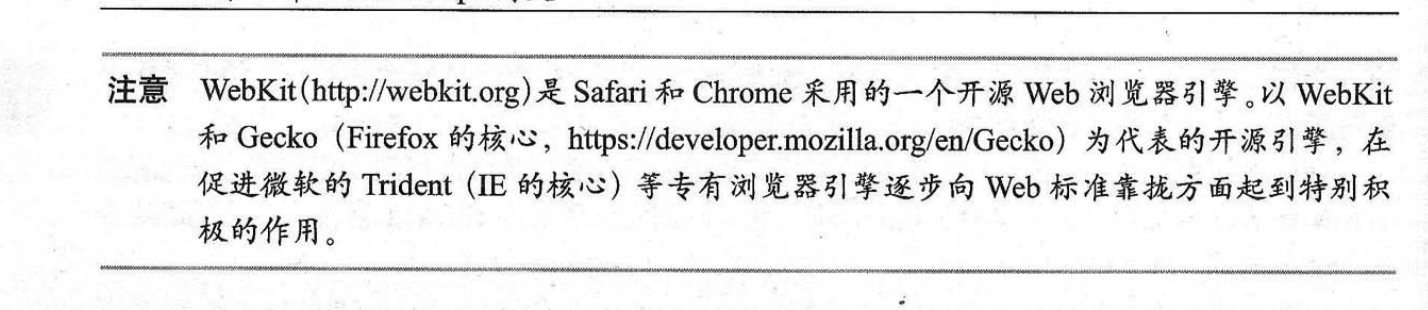 注意 WebKit(http://webkit.org)是 Safari 和 Chrome 采用的一个开源 Web 浏览器引擎。以 WebKit
和 Gecko（Firefox 的核心，https://developer.mozilla.org/en/Gecko）为代表的开源引擎，在
促进微软的 Trident（IE 的核心）等专有浏览器引擎逐步向 Web 标准靠拢方面起到特别积
极的作用。